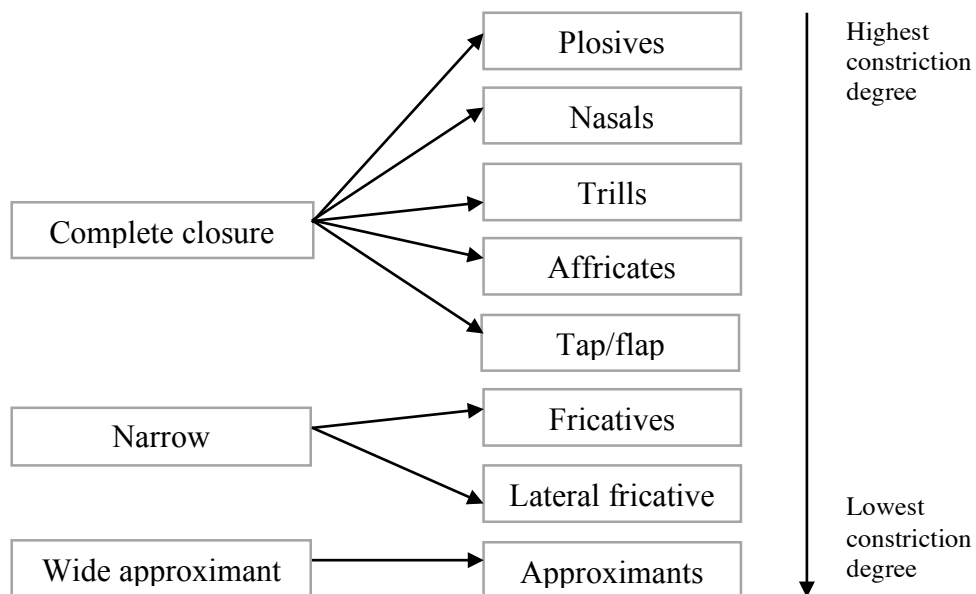 Plosives
Highest
constriction
degree
Nasals
Trills
Complete closure
Affricates
Tap/flap
Fricatives
Narrow
Lateral fricative
Lowest
constriction
degree
Wide approximant
Approximants